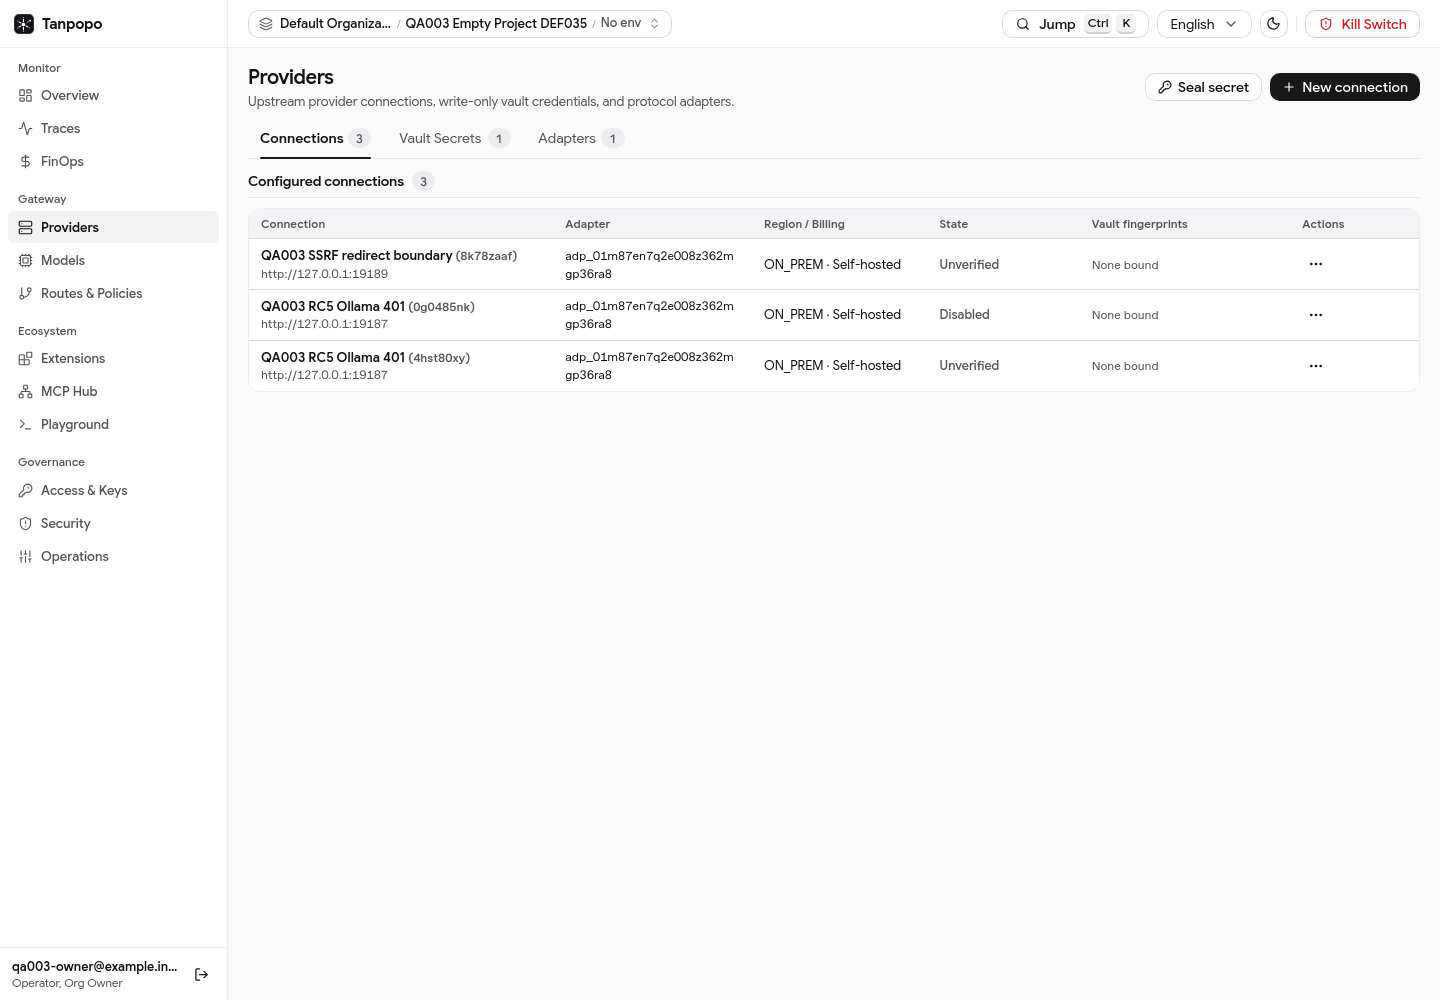 Tanpopo
Default Organiza... / QA003 Empty Project DEF035 / No env
Jump Ctrl K
English
Kill Switch
Monitor
Overview
Traces
FinOps
Gateway
Providers
Models
Routes & Policies
Ecosystem
Extensions
MCP Hub
Playground
Governance
Access & Keys
Security
Operations
qa003-owner@example.in...
Operator, Org Owner
Providers
Upstream provider connections, write-only vault credentials, and protocol adapters.
Seal secret
New connection
Connections 3
Vault Secrets 1
Adapters 1
Configured connections 3
Connection Adapter Region / Billing State Vault fingerprints Actions
QA003 SSRF redirect boundary (8k78zaaf)
http://127.0.0.1:19189
adp_01m87en7q2e008z362m
gp36ra8
ON_PREM · Self-hosted
Unverified
None bound
QA003 RC5 Ollama 401 (0g0485nk)
http://127.0.0.1:19187
adp_01m87en7q2e008z362m
gp36ra8
ON_PREM · Self-hosted
Disabled
None bound
QA003 RC5 Ollama 401 (4hst80xy)
http://127.0.0.1:19187
adp_01m87en7q2e008z362m
gp36ra8
ON_PREM · Self-hosted
Unverified
None bound